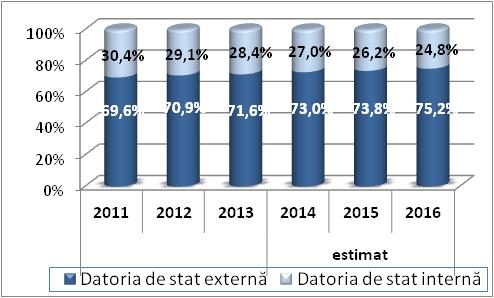 100%
80%
60%
40%
20%
0%
30,4% 29,1% 28,4% 27,0% 26,2% 24,8%
69,6% 70,9% 71,6% 73,0% 73,8% 75,2%
2011 2012 2013 2014 2015 2016
estimat
Datoria de stat externă Datoria de stat internă